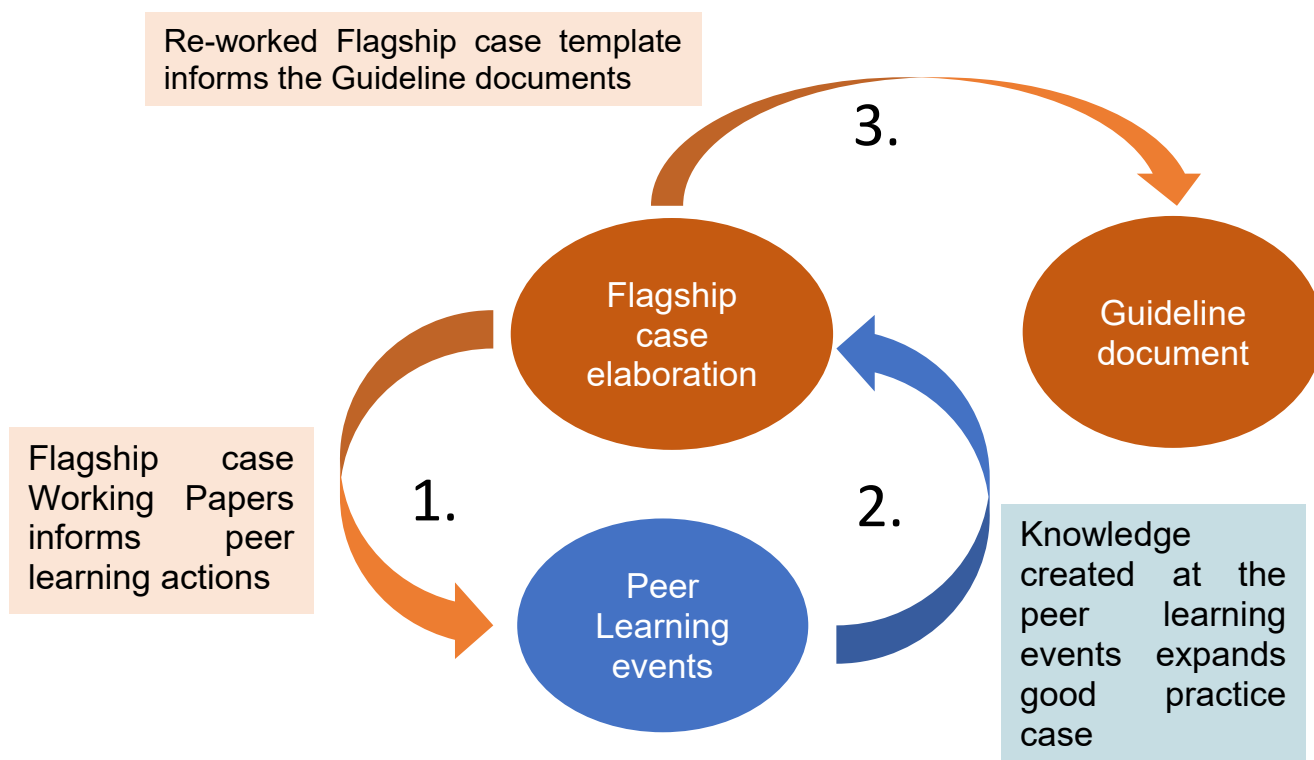 Re-worked Flagship case template
informs the Guideline documents
3.
Flagship
case
elaboration
Guideline
document
Flagship case
Working Papers
informs peer
learning actions
1.
2.
Peer
Learning
events
Knowledge
created at the
peer learning
events expands
good practice
case